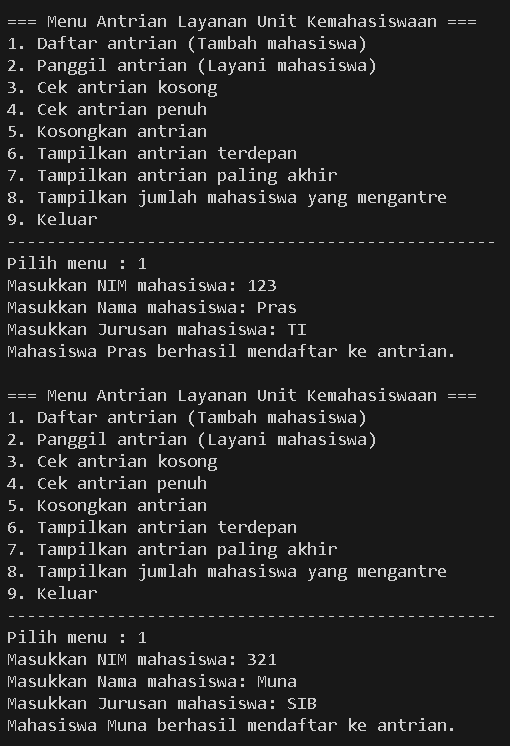 === Menu Antrian Layanan Unit Kemahasiswaan ===
1. Daftar antrian (Tambah mahasiswa)
2. Panggil antrian (Layani mahasiswa)
3. Cek antrian kosong
4. Cek antrian penuh
5. Kosongkan antrian
6. Tampilkan antrian terdepan
7. Tampilkan antrian paling akhir
8. Tampilkan jumlah mahasiswa yang mengantre
9. Keluar
-------------------------------------------------
Pilih menu : 1
Masukkan NIM mahasiswa: 123
Masukkan Nama mahasiswa: Pras
Masukkan Jurusan mahasiswa: TI
Mahasiswa Pras berhasil mendaftar ke antrian.

=== Menu Antrian Layanan Unit Kemahasiswaan ===
1. Daftar antrian (Tambah mahasiswa)
2. Panggil antrian (Layani mahasiswa)
3. Cek antrian kosong
4. Cek antrian penuh
5. Kosongkan antrian
6. Tampilkan antrian terdepan
7. Tampilkan antrian paling akhir
8. Tampilkan jumlah mahasiswa yang mengantre
9. Keluar
-------------------------------------------------
Pilih menu : 1
Masukkan NIM mahasiswa: 321
Masukkan Nama mahasiswa: Muna
Masukkan Jurusan mahasiswa: SIB
Mahasiswa Muna berhasil mendaftar ke antrian.